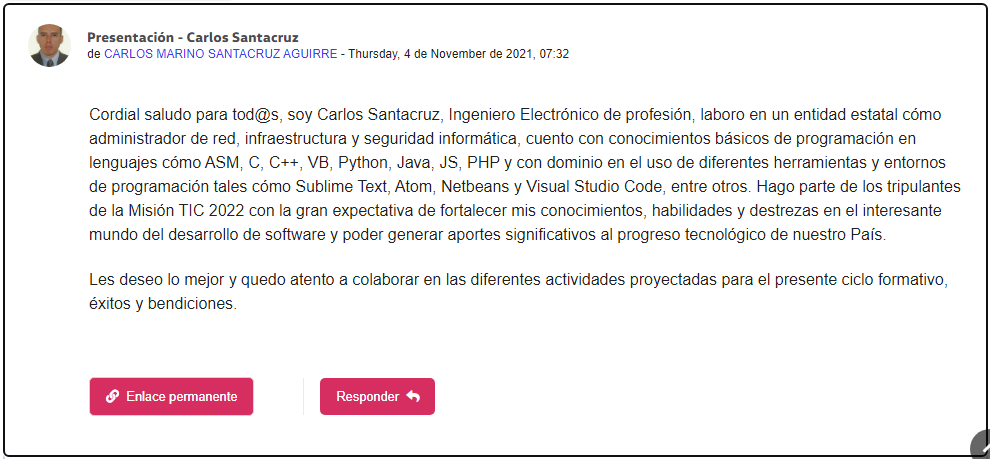 Presentación - Carlos Santacruz
de CARLOS MARINO SANTACRUZ AGUIRRE - Thursday, 4 de November de 2021, 07:32
Cordial saludo para tod@s, soy Carlos Santacruz, Ingeniero Electrónico de profesión, laboro en un entidad estatal cómo
administrador de red, infraestructura y seguridad informática, cuento con conocimientos básicos de programación en
lenguajes cómo ASM, C, C++, VB, Python, Java, JS, PHP y con dominio en el uso de diferentes herramientas y entornos
de programación tales cómo Sublime Text, Atom, Netbeans y Visual Studio Code, entre otros. Hago parte de los tripulantes
de la Misión TIC 2022 con la gran expectativa de fortalecer mis conocimientos, habilidades y destrezas en el interesante
mundo del desarrollo de software y poder generar aportes significativos al progreso tecnológico de nuestro País.
Les deseo lo mejor y quedo atento a colaborar en las diferentes actividades proyectadas para el presente ciclo formativo,
éxitos y bendiciones.
Enlace permanente
Responder